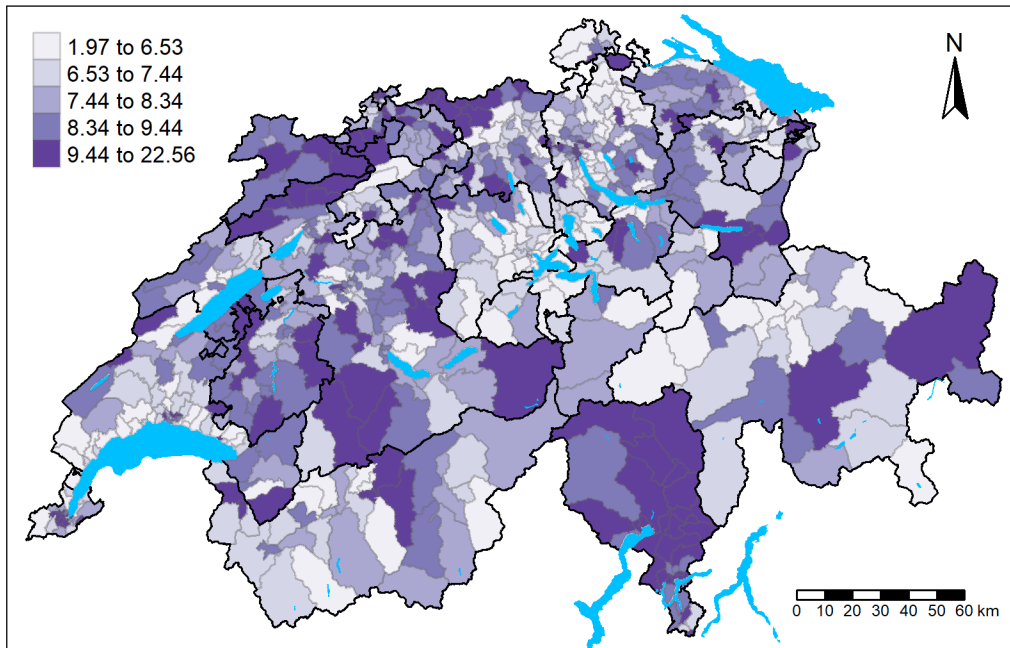 1.97 to 6.53
6.53 to 7.44
7.44 to 8.34
8.34 to 9.44
9.44 to 22.56
N
0 10 20 30 40 50 60 km